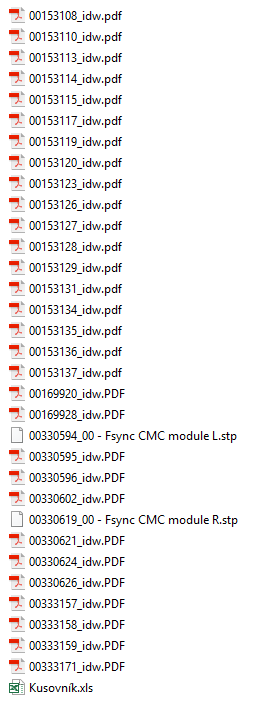 00153108_idw.pdf
00153110_idw.pdf
00153113_idw.pdf
00153114_idw.pdf
00153115_idw.pdf
00153117_idw.pdf
00153119_idw.pdf
00153120_idw.pdf
00153123_idw.pdf
00153126_idw.pdf
00153127_idw.pdf
00153128_idw.pdf
00153129_idw.pdf
00153131_idw.pdf
00153134_idw.pdf
00153135_idw.pdf
00153136_idw.pdf
00153137_idw.pdf
00169920_idw.PDF
00169928_idw.PDF
00330594_00 - Fsync CMC module L.stp
00330595_idw.PDF
00330596_idw.PDF
00330602_idw.PDF
00330619_00 - Fsync CMC module R.stp
00330621_idw.PDF
00330624_idw.PDF
00330626_idw.PDF
00333157_idw.PDF
00333158_idw.PDF
00333159_idw.PDF
00333171_idw.PDF
Kusovník.xls